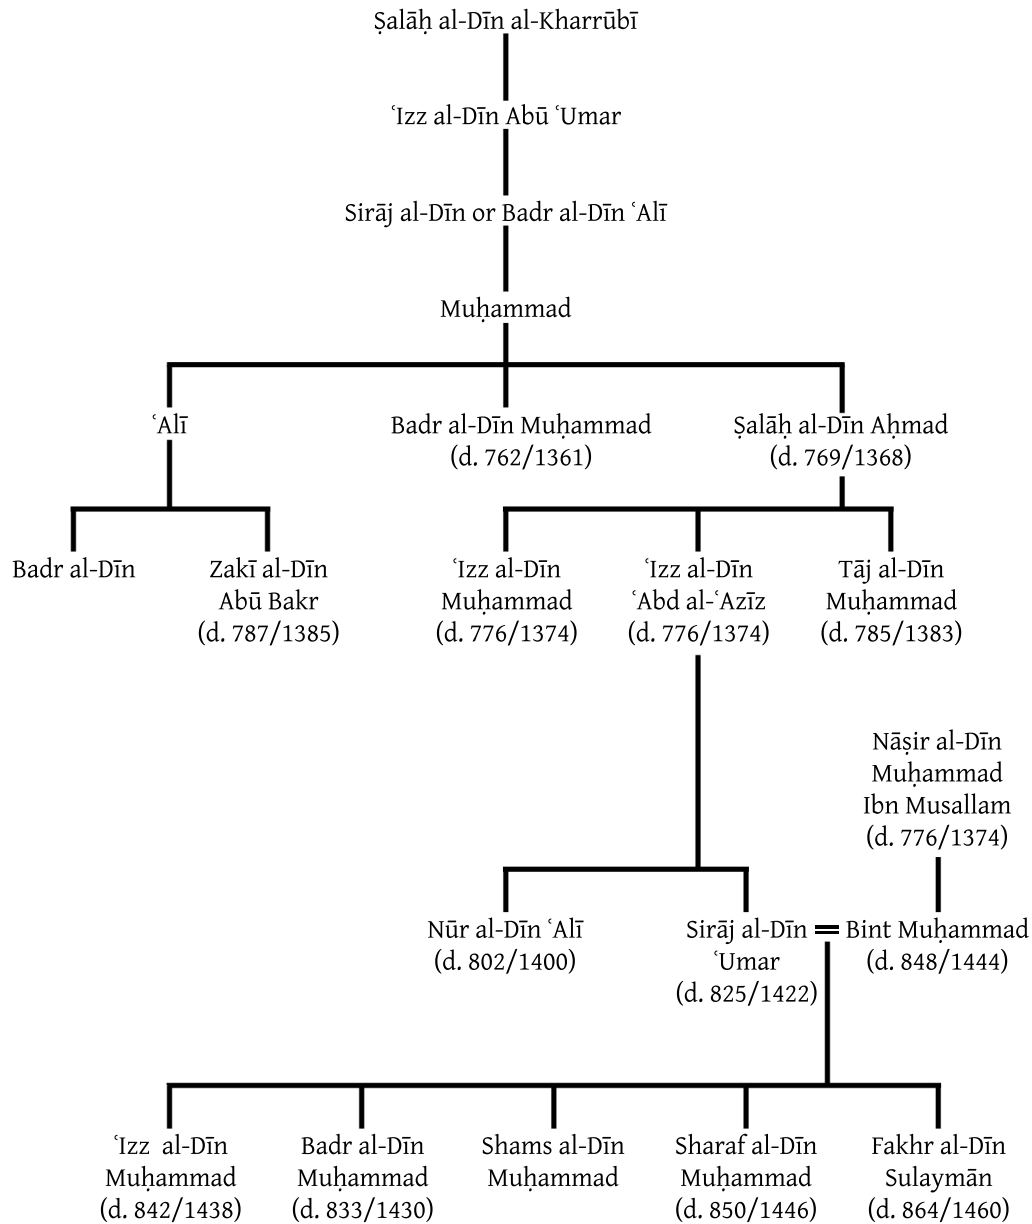 Ṣalāḥ al-Dīn al-Kharrūbī
ʿIzz al-Dīn Abū ʿUmar
Sirāj al-Dīn or Badr al-Dīn ʿAlī
Muḥammad
ʿAlī
Badr al-Dīn Muḥammad
(d. 762/1361)
Ṣalāḥ al-Dīn Aḥmad
(d. 769/1368)
Badr al-Dīn
Zakī al-Dīn
Abū Bakr
(d. 787/1385)
ʿIzz al-Dīn
Muḥammad
(d. 776/1374)
ʿIzz al-Dīn
ʿAbd al-ʿAzīz
(d. 776/1374)
Tāj al-Dīn
Muḥammad
(d. 785/1383)
Nāṣir al-Dīn
Muḥammad
Ibn Musallam
(d. 776/1374)
Nūr al-Dīn ʿAlī
(d. 802/1400)
Sirāj al-Dīn
ʿUmar
(d. 825/1422)
Bint Muḥammad
(d. 848/1444)
ʿIzz al-Dīn
Muḥammad
(d. 842/1438)
Badr al-Dīn
Muḥammad
(d. 833/1430)
Shams al-Dīn
Muḥammad
Sharaf al-Dīn
Muḥammad
(d. 850/1446)
Fakhr al-Dīn
Sulaymān
(d. 864/1460)